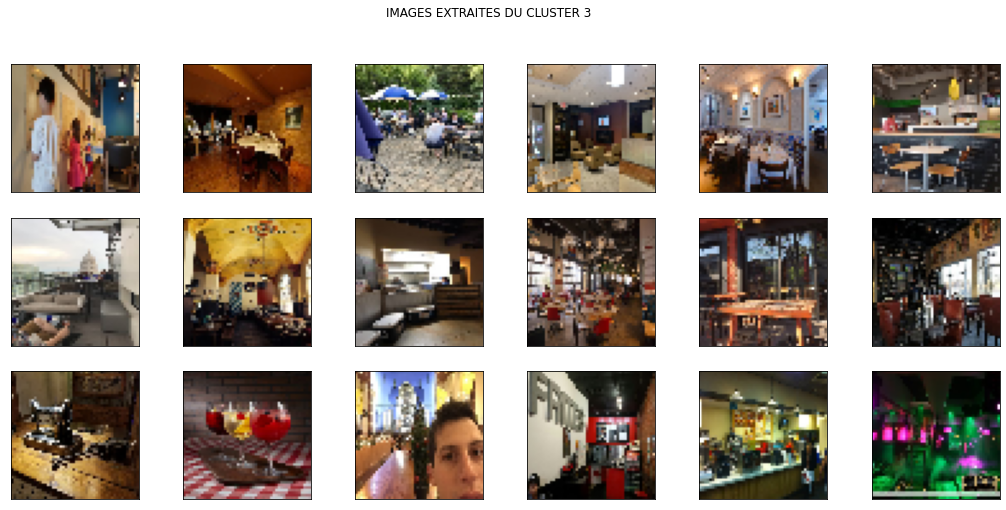 IMAGES EXTRAITES DU CLUSTER 3